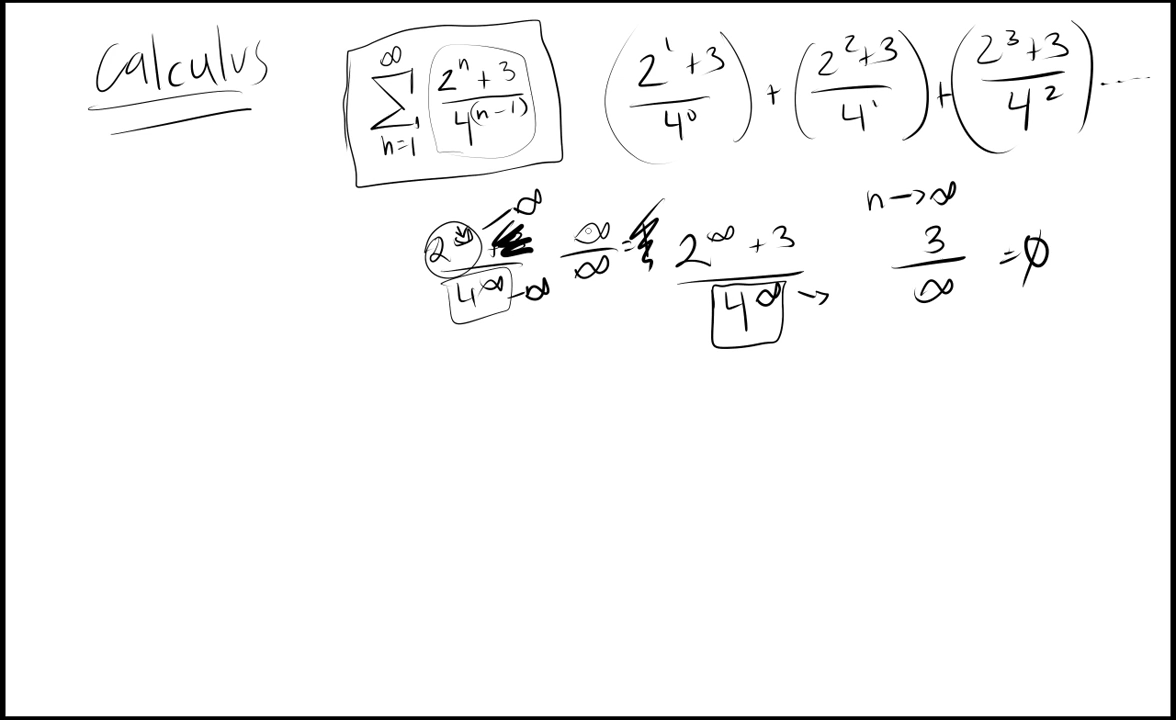 calculus
∞ ∑ n=1 (2^n + 3)/(4^(n-1))
((2^1 + 3)/(4^0)) + ((2^2 + 3)/(4^1)) + ((2^3 + 3)/(4^2)) ....
n → ∞
2^∞ / 4^∞ - ∞ - ∞
∞/∞ =
(2^∞ + 3)/(4^∞) →
3/∞ = 0